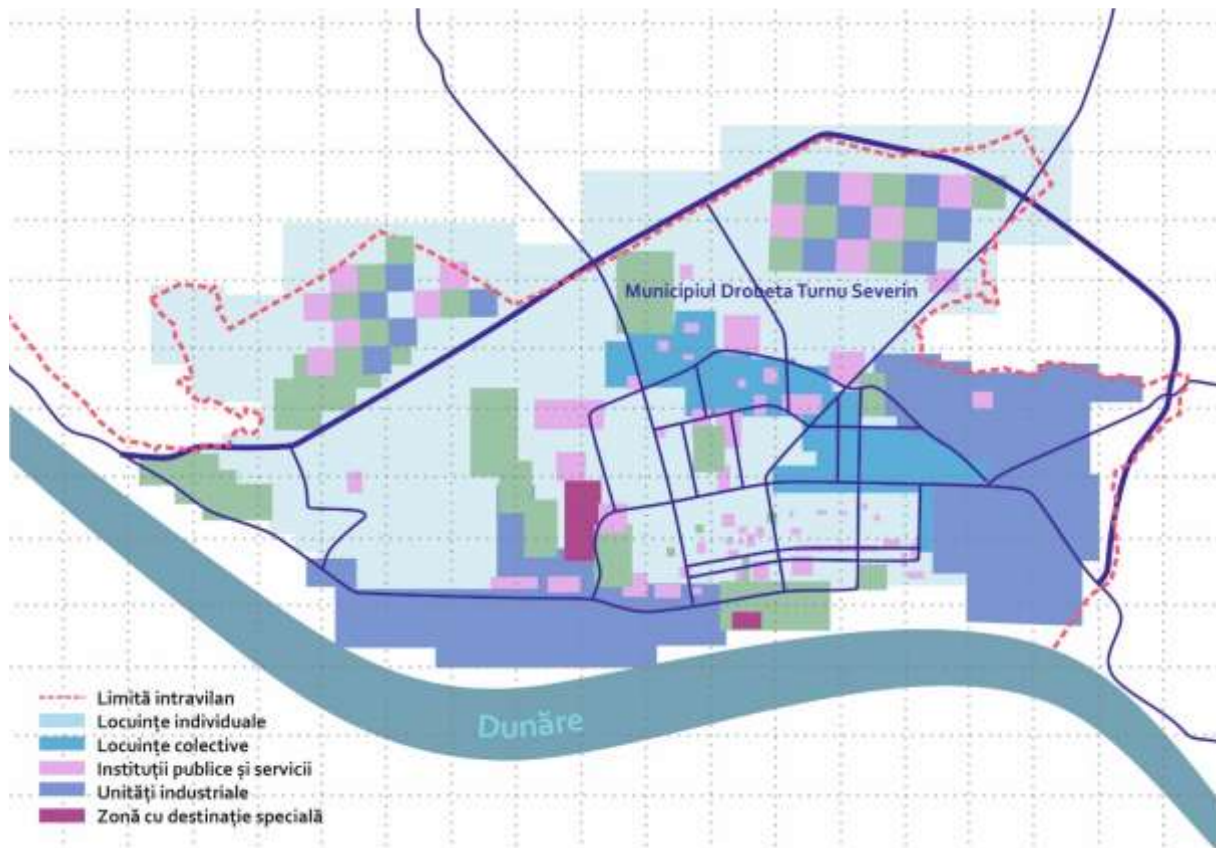 Municipiul Drobeta Turnu Severin
Dunăre
Limită intravilan
Locuințe individuale
Locuințe colective
Instituții publice și servicii
Unități industriale
Zonă cu destinație specială